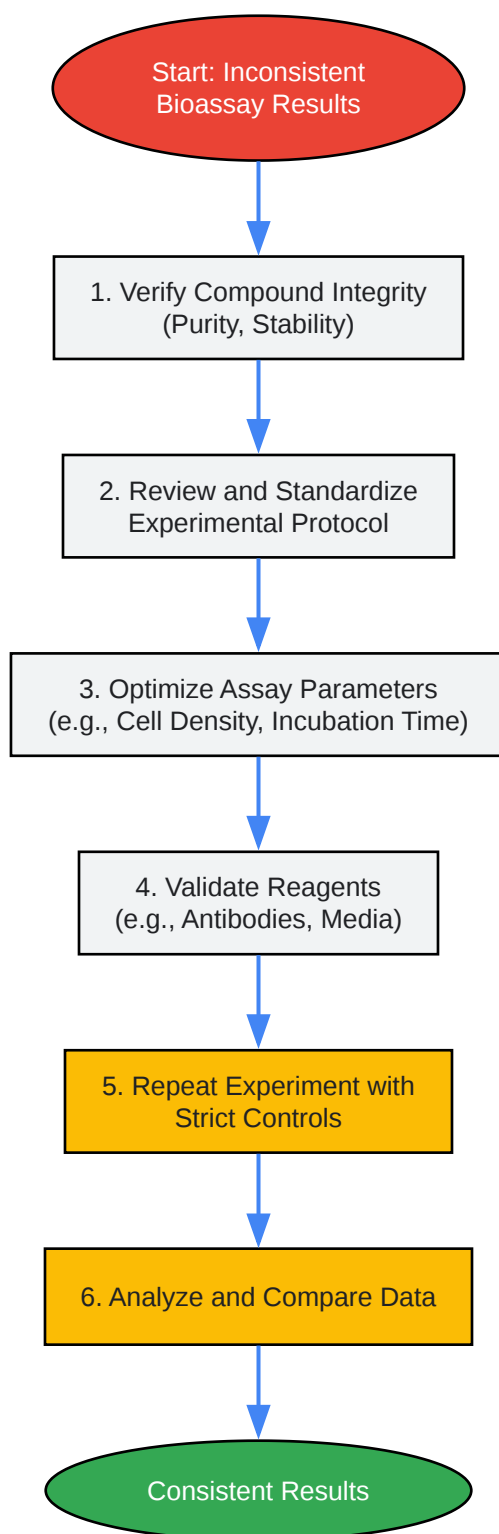 Start: Inconsistent
Bioassay Results
1. Verify Compound Integrity
(Purity, Stability)
2. Review and Standardize
Experimental Protocol
3. Optimize Assay Parameters
(e.g., Cell Density, Incubation Time)
4. Validate Reagents
(e.g., Antibodies, Media)
5. Repeat Experiment with
Strict Controls
6. Analyze and Compare Data
Consistent Results